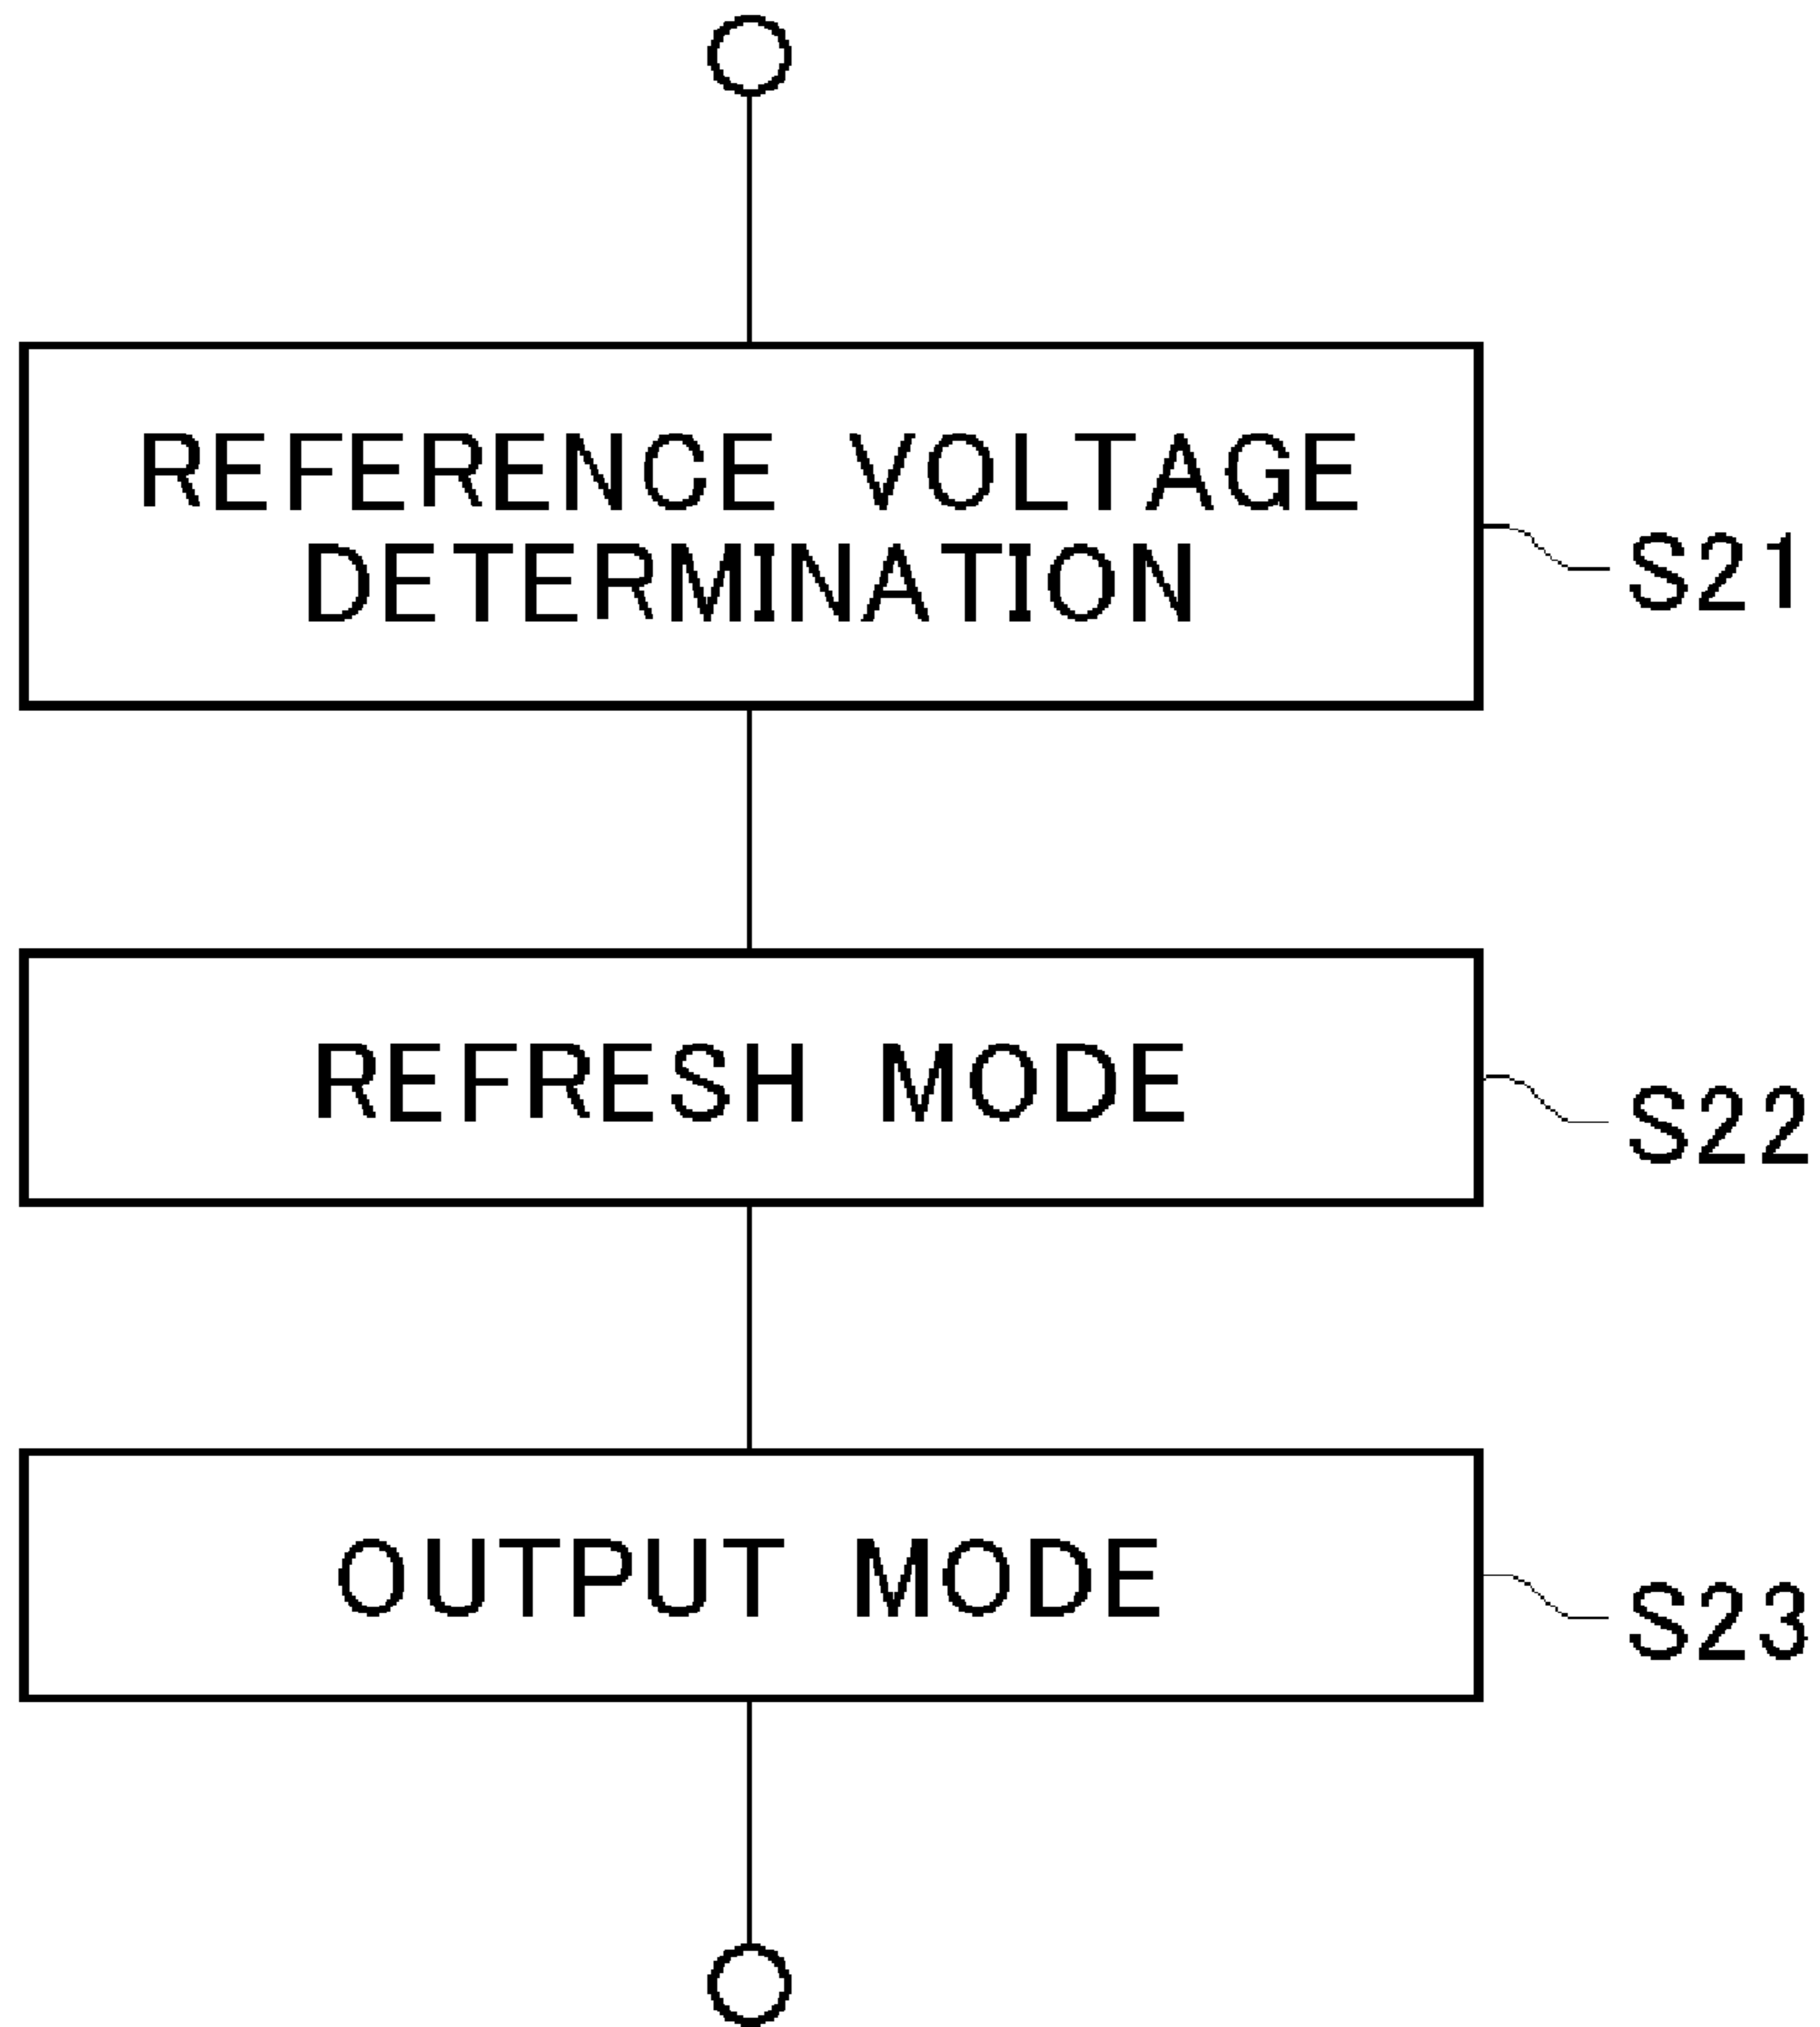 REFERENCE VOLTAGE
DETERMINATION
S21
REFRESH MODE
S22
OUTPUT MODE
S23